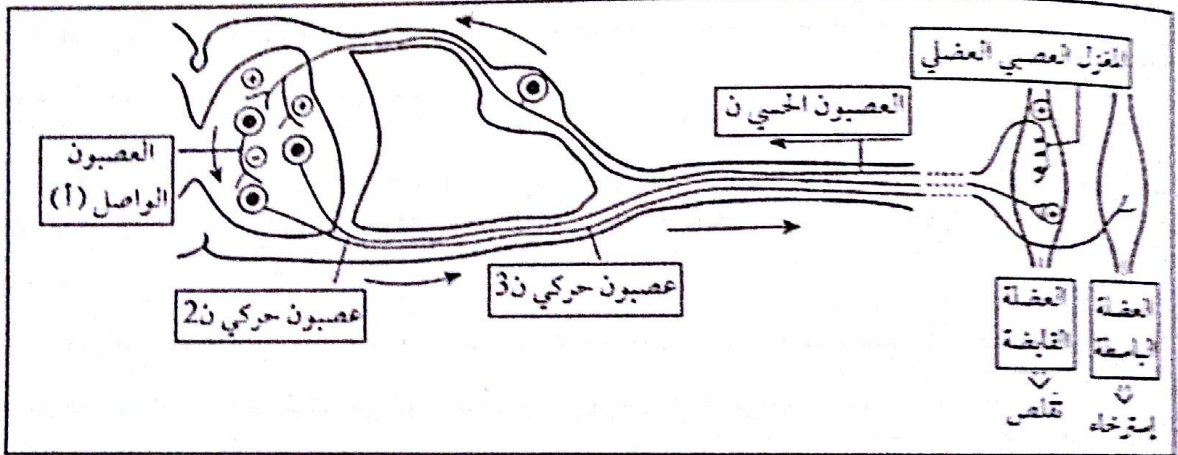 المغزل العصبي العضلي
العصبون الحسي ن
العصبون
الواصل (أ)
عصبون حركي ن2
عصبون حركي ن3
العضلة
القابضة
تقلص
العضلة
الباسطة
إسترخاء
+
+
-
+
+